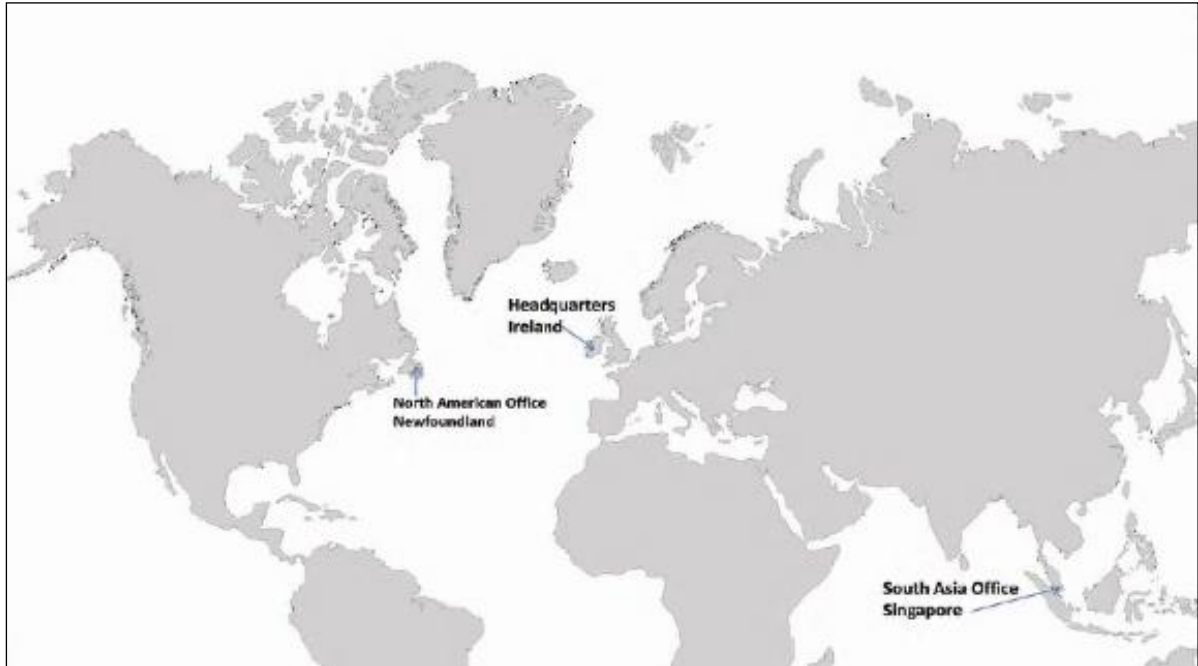 Headquarters
Ireland
North American Office
Newfoundland
South Asia Office
Singapore